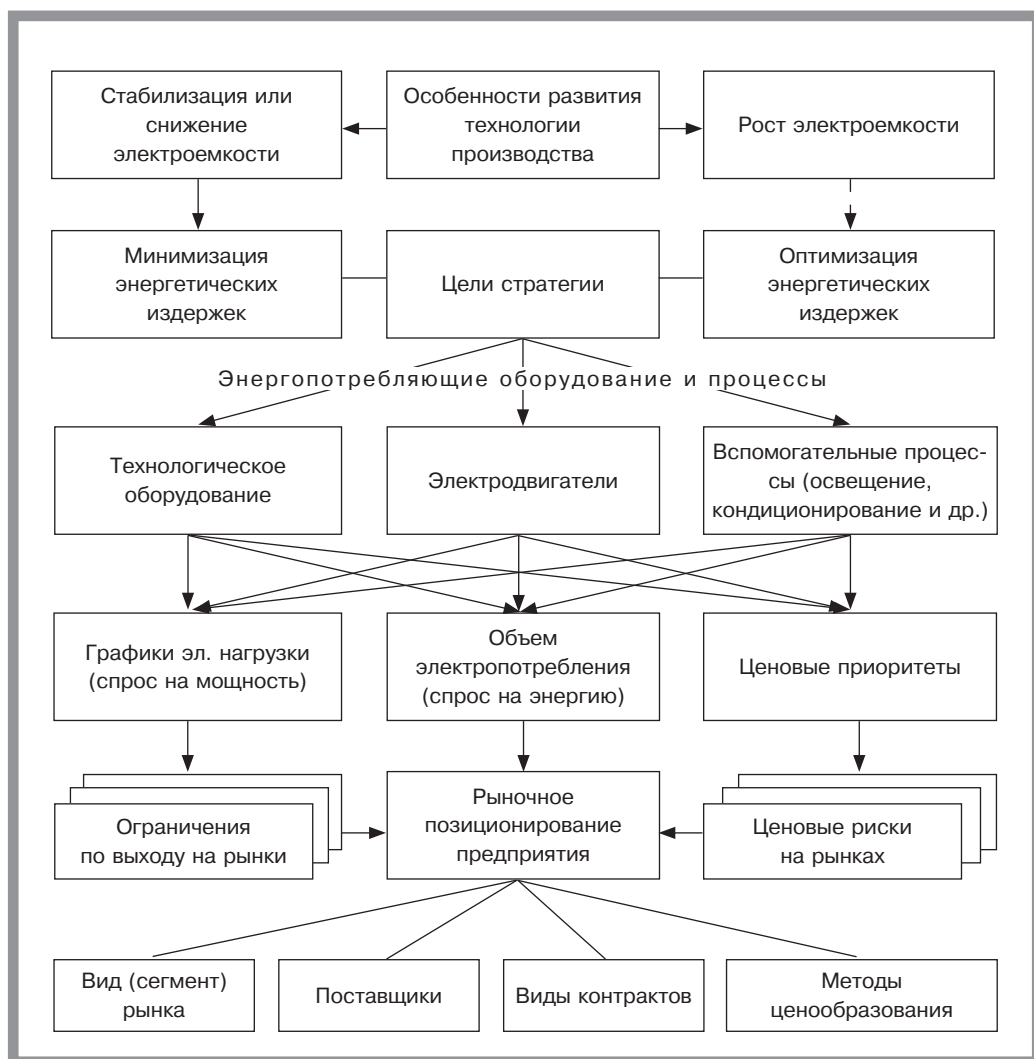 Стабилизация или
снижение
электроемкости
Особенности развития
технологии
производства
Рост электроемкости
Минимизация
энергетических
издержек
Цели стратегии
Оптимизация
энергетических
издержек
Энергопотребляющие оборудование и процессы
Технологическое
оборудование
Электродвигатели
Вспомогательные процес-
сы (освещение,
кондиционирование и др.)
Графики эл. нагрузки
(спрос на мощность)
Объем
электропотребления
(спрос на энергию)
Ценовые приоритеты
Ограничения
по выходу на рынки
Рыночное
позиционирование
предприятия
Ценовые риски
на рынках
Вид (сегмент)
рынка
Поставщики
Виды контрактов
Методы
ценообразования